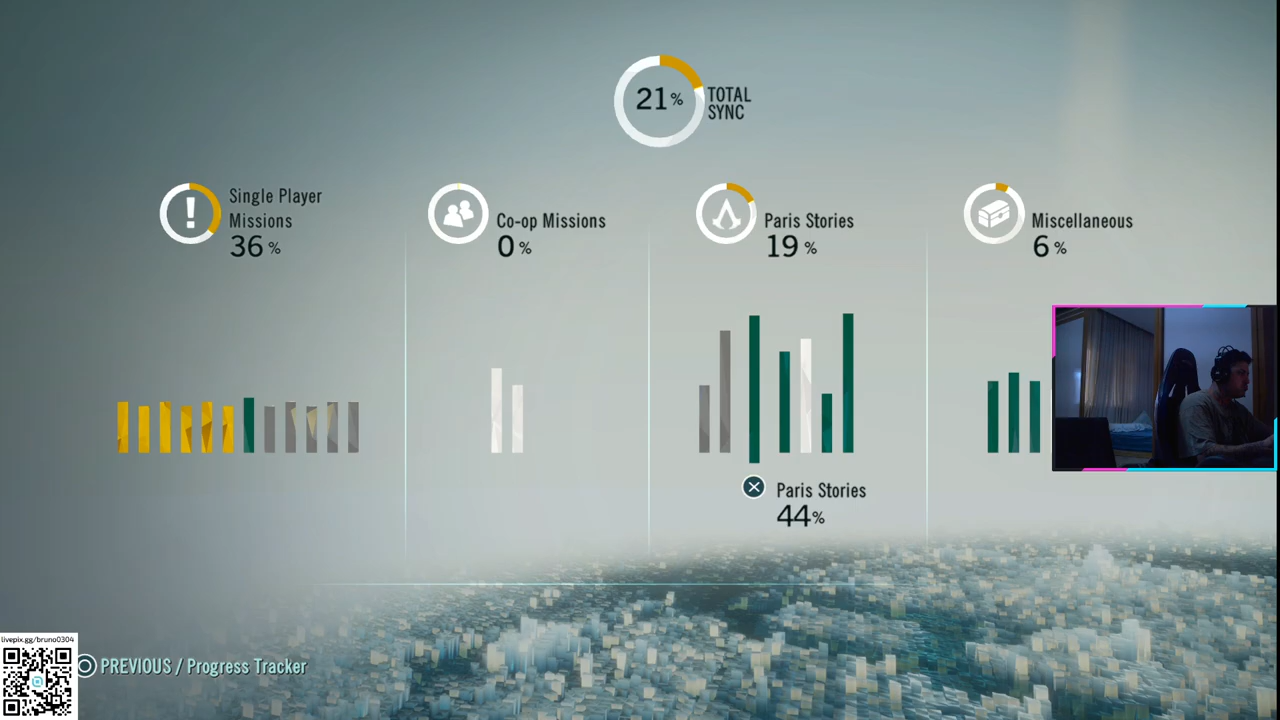 21%
TOTAL
SYNC
Single Player
Missions
36 %
Co-op Missions
0 %
Paris Stories
19 %
Miscellaneous
6 %
Paris Stories
44%
livepix.gg/bruno0304
PREVIOUS / Progress Tracker